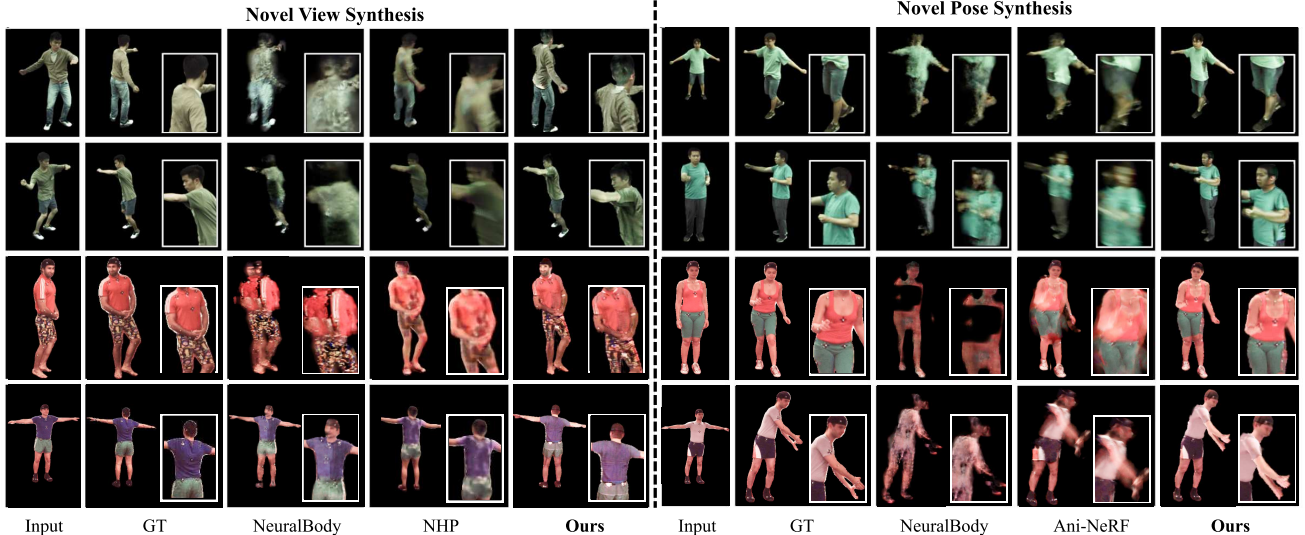 Novel View Synthesis
Novel Pose Synthesis
Input GT NeuralBody NHP Ours
Input GT NeuralBody Ani-NeRF Ours